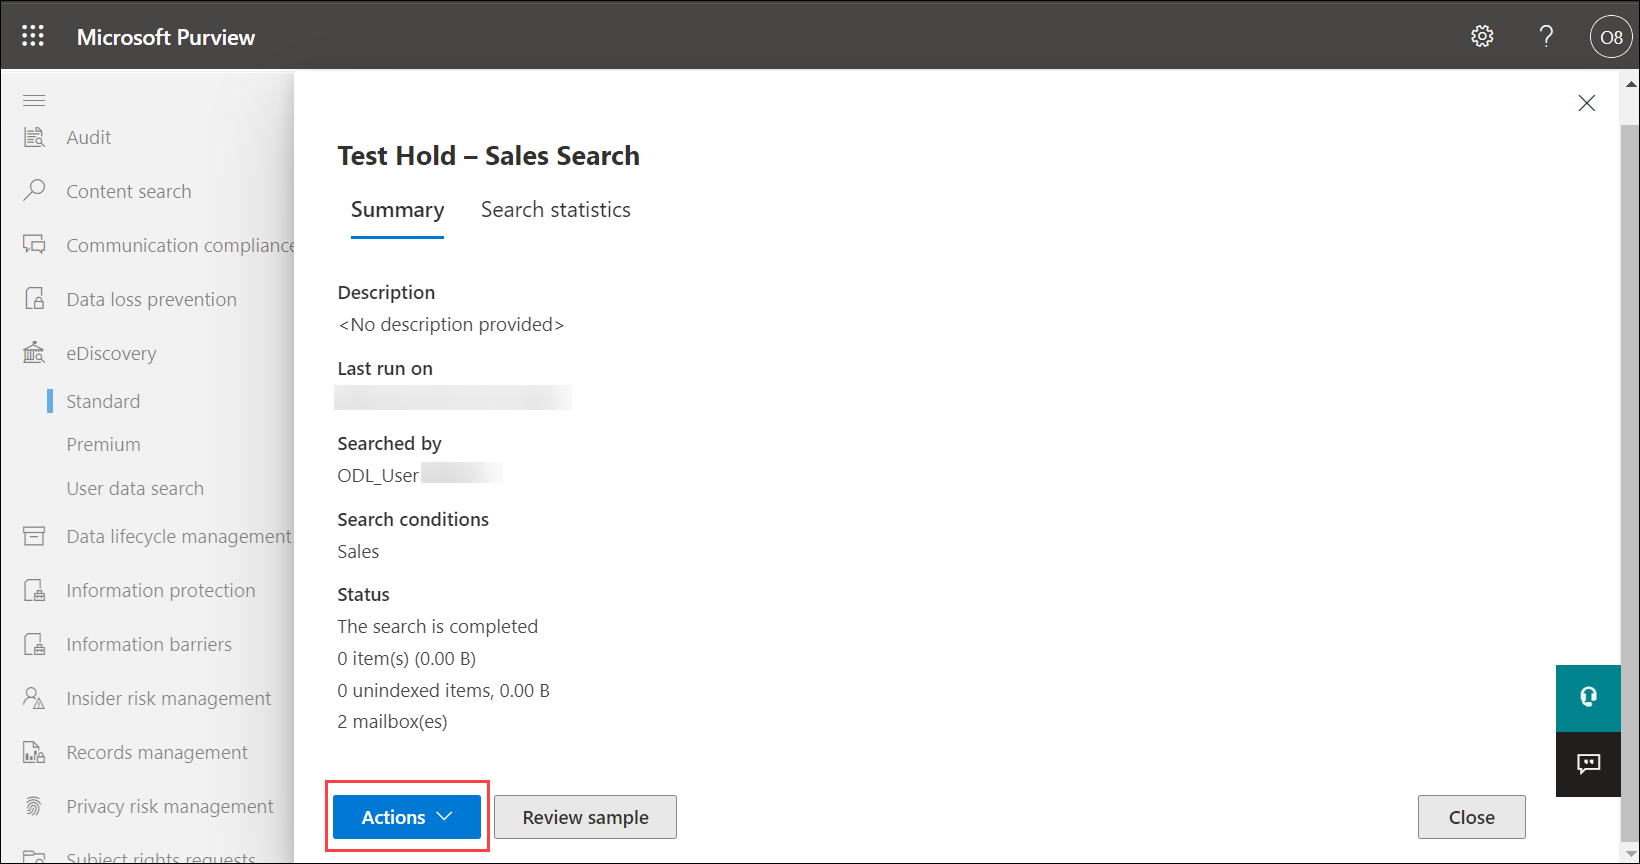 Microsoft Purview
?
O8
Audit
Content search
Communication compliance
Data loss prevention
eDiscovery
Standard
Premium
User data search
Data lifecycle management
Information protection
Information barriers
Insider risk management
Records management
Privacy risk management
Subject rights requests
Test Hold – Sales Search
Summary
Search statistics
Description
<No description provided>
Last run on
Searched by
ODL_User
Search conditions
Sales
Status
The search is completed
0 item(s) (0.00 B)
0 unindexed items, 0.00 B
2 mailbox(es)
Actions
Review sample
Close